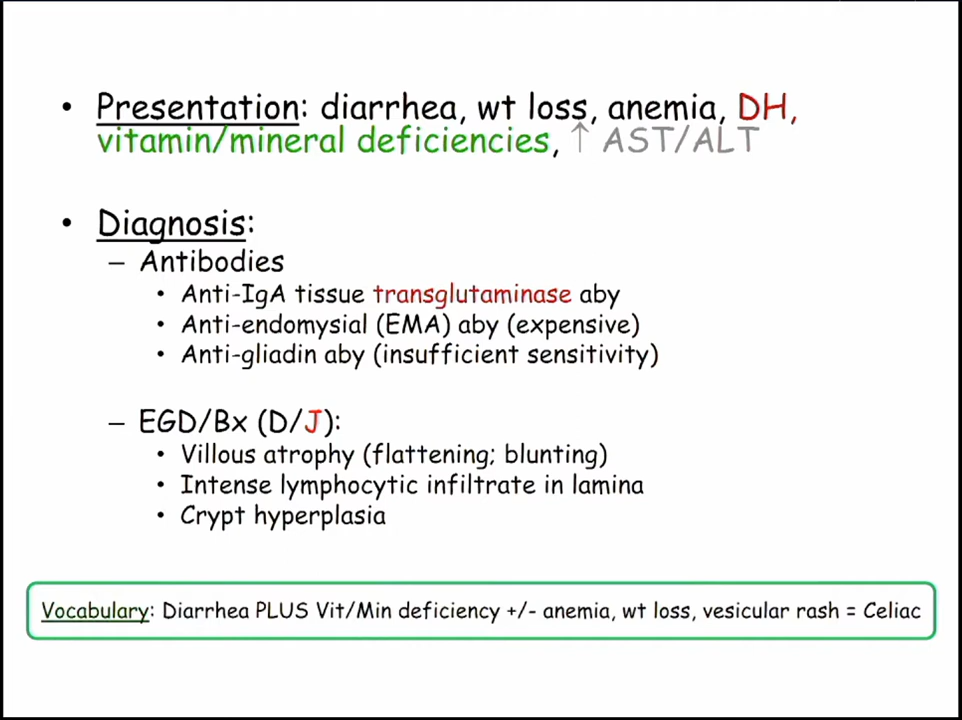 • Presentation: diarrhea, wt loss, anemia, DH,
vitamin/mineral deficiencies, ↑ AST/ALT
• Diagnosis:
– Antibodies
• Anti-IgA tissue transglutaminase aby
• Anti-endomysial (EMA) aby (expensive)
• Anti-gliadin aby (insufficient sensitivity)
– EGD/Bx (D/J):
• Villous atrophy (flattening; blunting)
• Intense lymphocytic infiltrate in lamina
• Crypt hyperplasia
Vocabulary: Diarrhea PLUS Vit/Min deficiency +/- anemia, wt loss, vesicular rash = Celiac